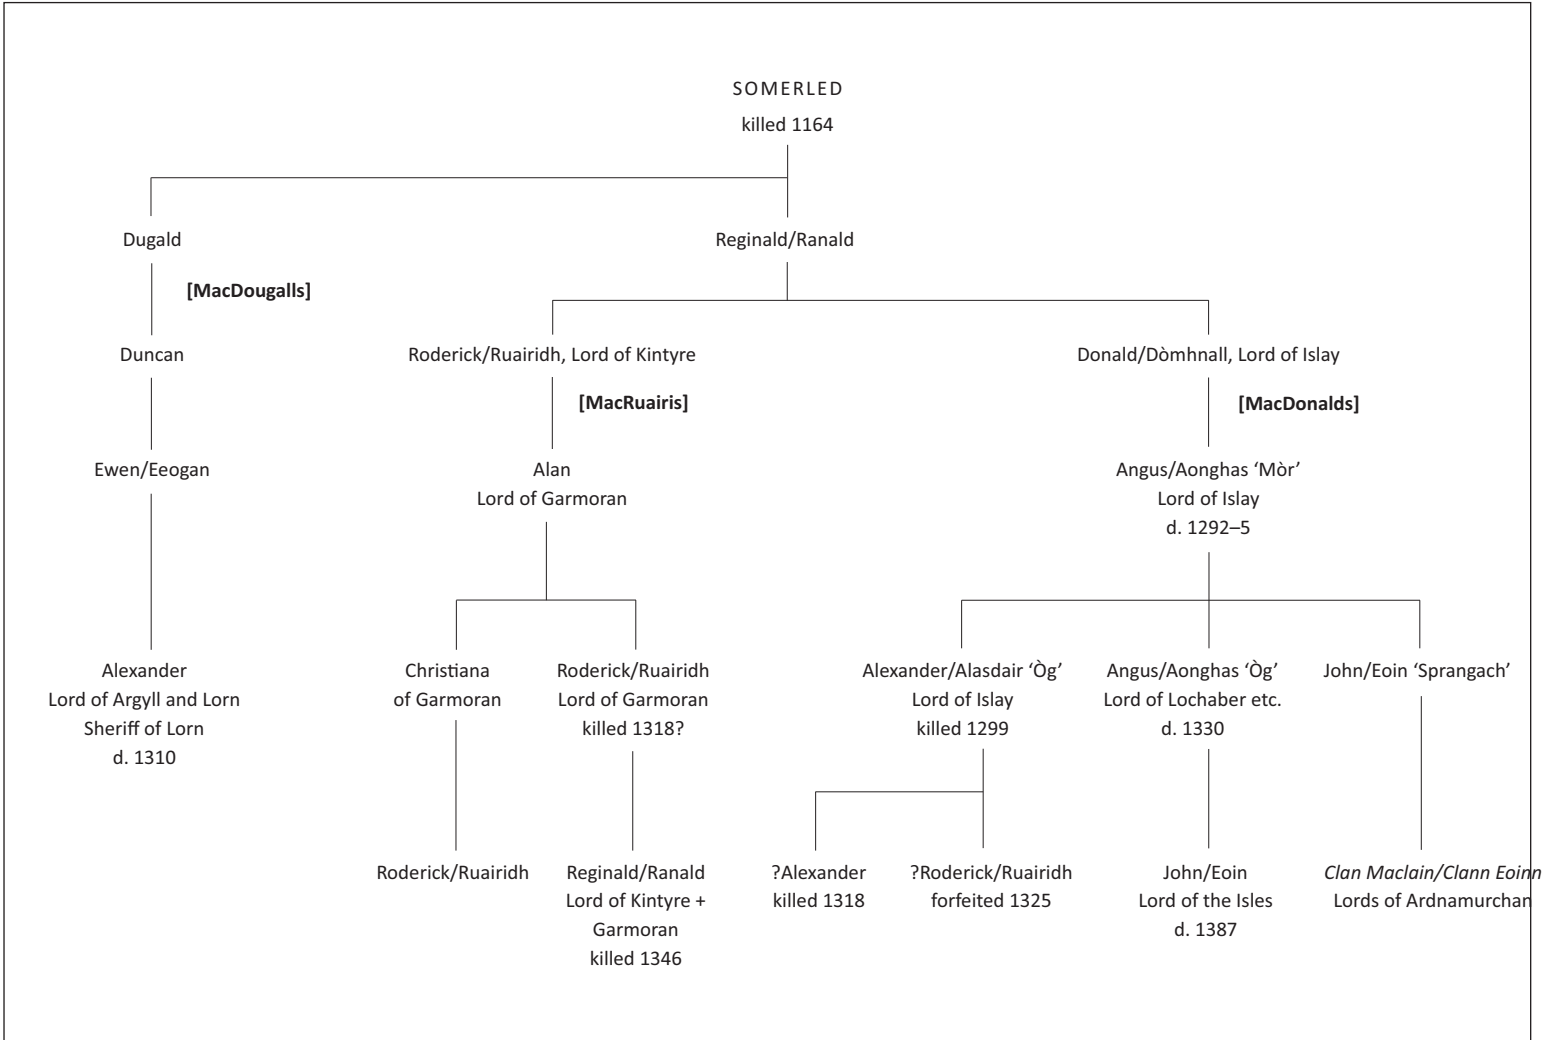 SOMERLED
killed 1164
Dugald
Reginald/Ranald
[MacDougalls]
Duncan
Roderick/Ruairidh, Lord of Kintyre
Donald/Dòmhnall, Lord of Islay
[MacRuairis]
[MacDonalds]
Ewen/Eeogan
Alan
Lord of Garmoran
Angus/Aonghas ‘Mòr’
Lord of Islay
d. 1292–5
Alexander
Lord of Argyll and Lorn
Sheriff of Lorn
d. 1310
Christiana
of Garmoran
Roderick/Ruairidh
Lord of Garmoran
killed 1318?
Alexander/Alasdair ‘Òg’
Lord of Islay
killed 1299
Angus/Aonghas ‘Òg’
Lord of Lochaber etc.
d. 1330
John/Eoin ‘Sprangach’
Roderick/Ruairidh
Reginald/Ranald
Lord of Kintyre +
Garmoran
killed 1346
?Alexander
killed 1318
?Roderick/Ruairidh
forfeited 1325
John/Eoin
Lord of the Isles
d. 1387
Clan Maclain/Clann Eoinn
Lords of Ardnamurchan